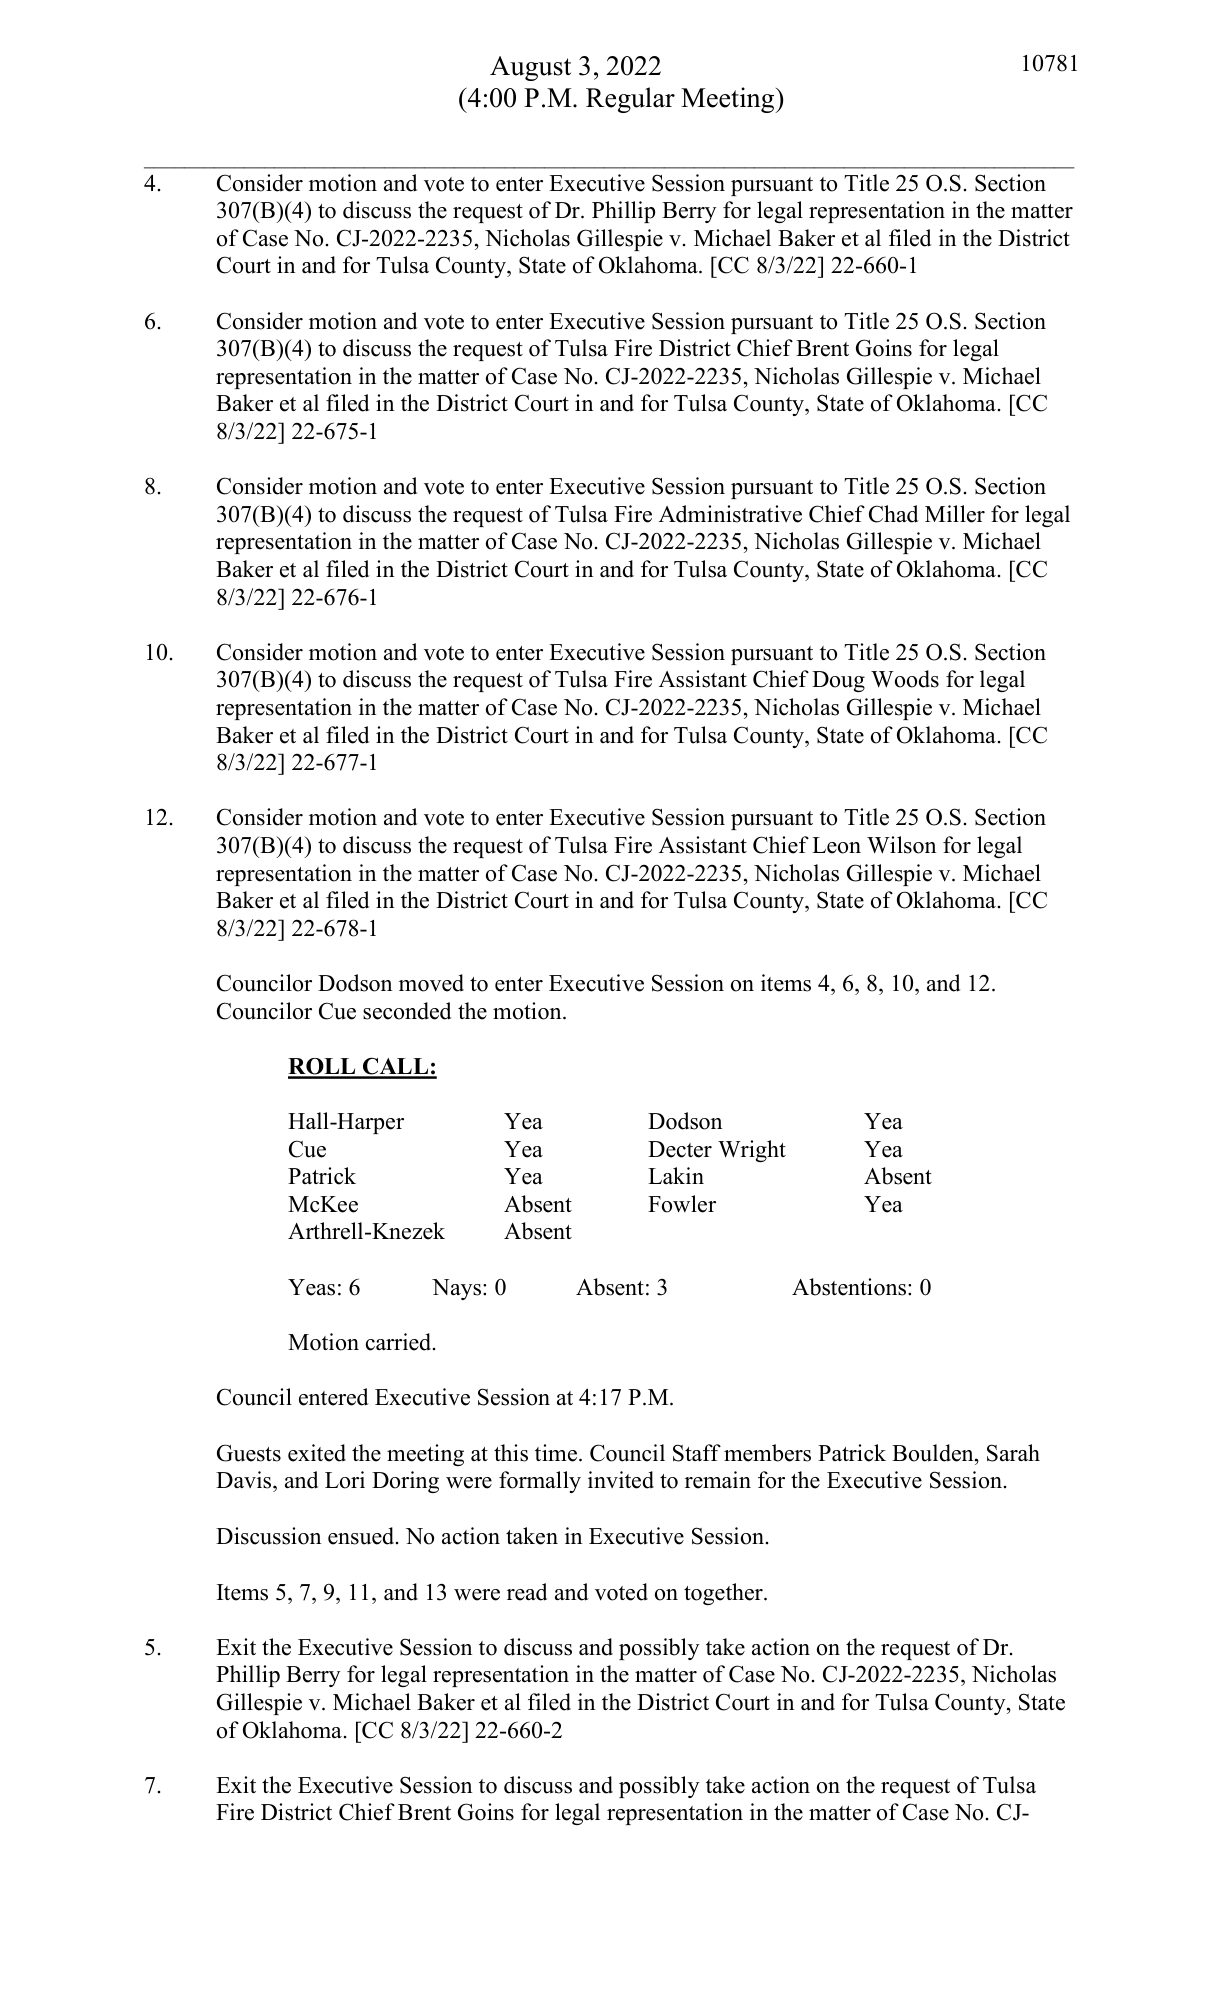 August 3, 2022 10781
(4:00 P.M. Regular Meeting)
4. Consider motion and vote to enter Executive Session pursuant to Title 25 O.S. Section
307(B)(4) to discuss the request of Dr. Phillip Berry for legal representation in the matter
of Case No. CJ-2022-2235, Nicholas Gillespie v. Michael Baker et al filed in the District
Court in and for Tulsa County, State of Oklahoma. [CC 8/3/22] 22-660-1
6. Consider motion and vote to enter Executive Session pursuant to Title 25 O.S. Section
307(B)(4) to discuss the request of Tulsa Fire District Chief Brent Goins for legal
representation in the matter of Case No. CJ-2022-2235, Nicholas Gillespie v. Michael
Baker et al filed in the District Court in and for Tulsa County, State of Oklahoma. [CC
8/3/22] 22-675-1
8. Consider motion and vote to enter Executive Session pursuant to Title 25 O.S. Section
307(B)(4) to discuss the request of Tulsa Fire Administrative Chief Chad Miller for legal
representation in the matter of Case No. CJ-2022-2235, Nicholas Gillespie v. Michael
Baker et al filed in the District Court in and for Tulsa County, State of Oklahoma. [CC
8/3/22] 22-676-1
10. Consider motion and vote to enter Executive Session pursuant to Title 25 O.S. Section
307(B)(4) to discuss the request of Tulsa Fire Assistant Chief Doug Woods for legal
representation in the matter of Case No. CJ-2022-2235, Nicholas Gillespie v. Michael
Baker et al filed in the District Court in and for Tulsa County, State of Oklahoma. [CC
8/3/22] 22-677-1
12. Consider motion and vote to enter Executive Session pursuant to Title 25 O.S. Section
307(B)(4) to discuss the request of Tulsa Fire Assistant Chief Leon Wilson for legal
representation in the matter of Case No. CJ-2022-2235, Nicholas Gillespie v. Michael
Baker et al filed in the District Court in and for Tulsa County, State of Oklahoma. [CC
8/3/22] 22-678-1
Councilor Dodson moved to enter Executive Session on items 4, 6, 8, 10, and 12.
Councilor Cue seconded the motion.
ROLL CALL:
Hall-Harper Yea Dodson Yea
Cue Yea Decter Wright Yea
Patrick Yea Lakin Absent
McKee Absent Fowler Yea
Arthrell-Knezek Absent
Yeas: 6 Nays: 0 Absent: 3 Abstentions: 0
Motion carried.
Council entered Executive Session at 4:17 P.M.
Guests exited the meeting at this time. Council Staff members Patrick Boulden, Sarah
Davis, and Lori Doring were formally invited to remain for the Executive Session.
Discussion ensued. No action taken in Executive Session.
Items 5, 7, 9, 11, and 13 were read and voted on together.
5. Exit the Executive Session to discuss and possibly take action on the request of Dr.
Phillip Berry for legal representation in the matter of Case No. CJ-2022-2235, Nicholas
Gillespie v. Michael Baker et al filed in the District Court in and for Tulsa County, State
of Oklahoma. [CC 8/3/22] 22-660-2
7. Exit the Executive Session to discuss and possibly take action on the request of Tulsa
Fire District Chief Brent Goins for legal representation in the matter of Case No. CJ-